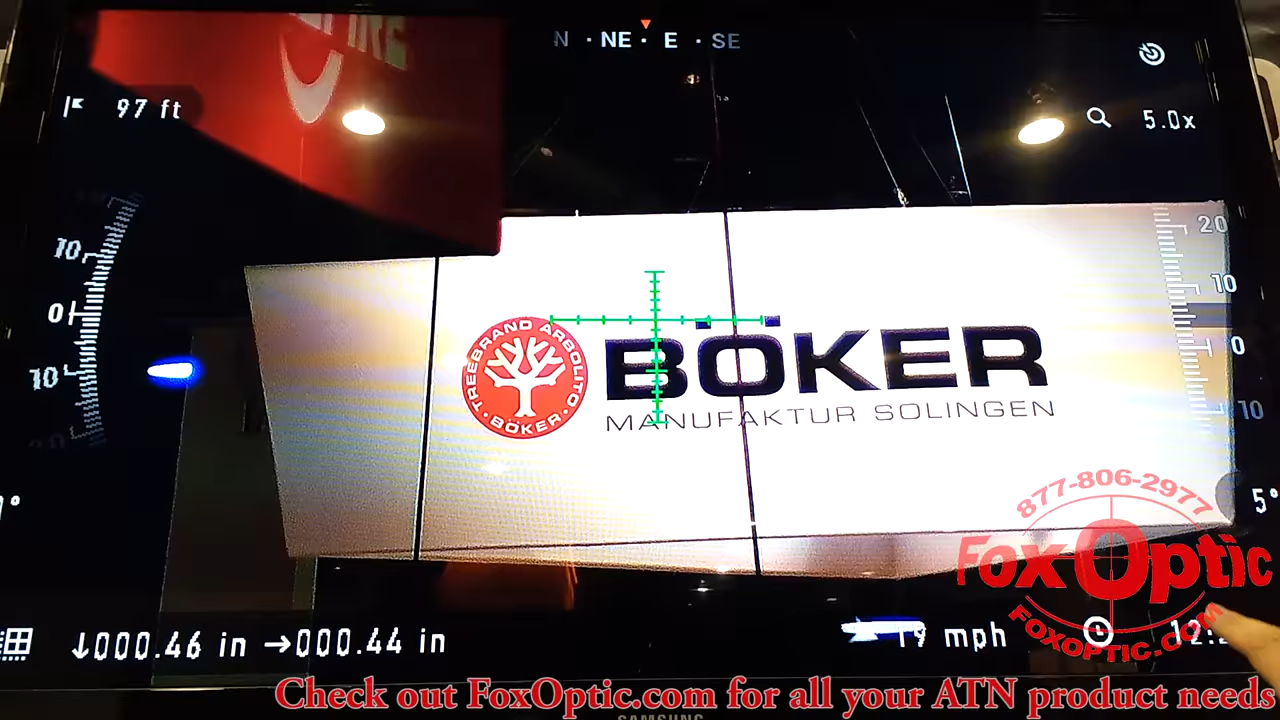 N · NE · E · SE
97 ft
5.0x
10
0
10
20
10
0
10
TREEBRAND ARBOLITO
· BÖKER ·
BÖKER
MANUFAKTUR SOLINGEN
5°
877-806-2977
FoxOptic
FOXOPTIC.COM
↓000.46 in →000.44 in
19 mph
Check out FoxOptic.com for all your ATN product needs
SAMSUNG